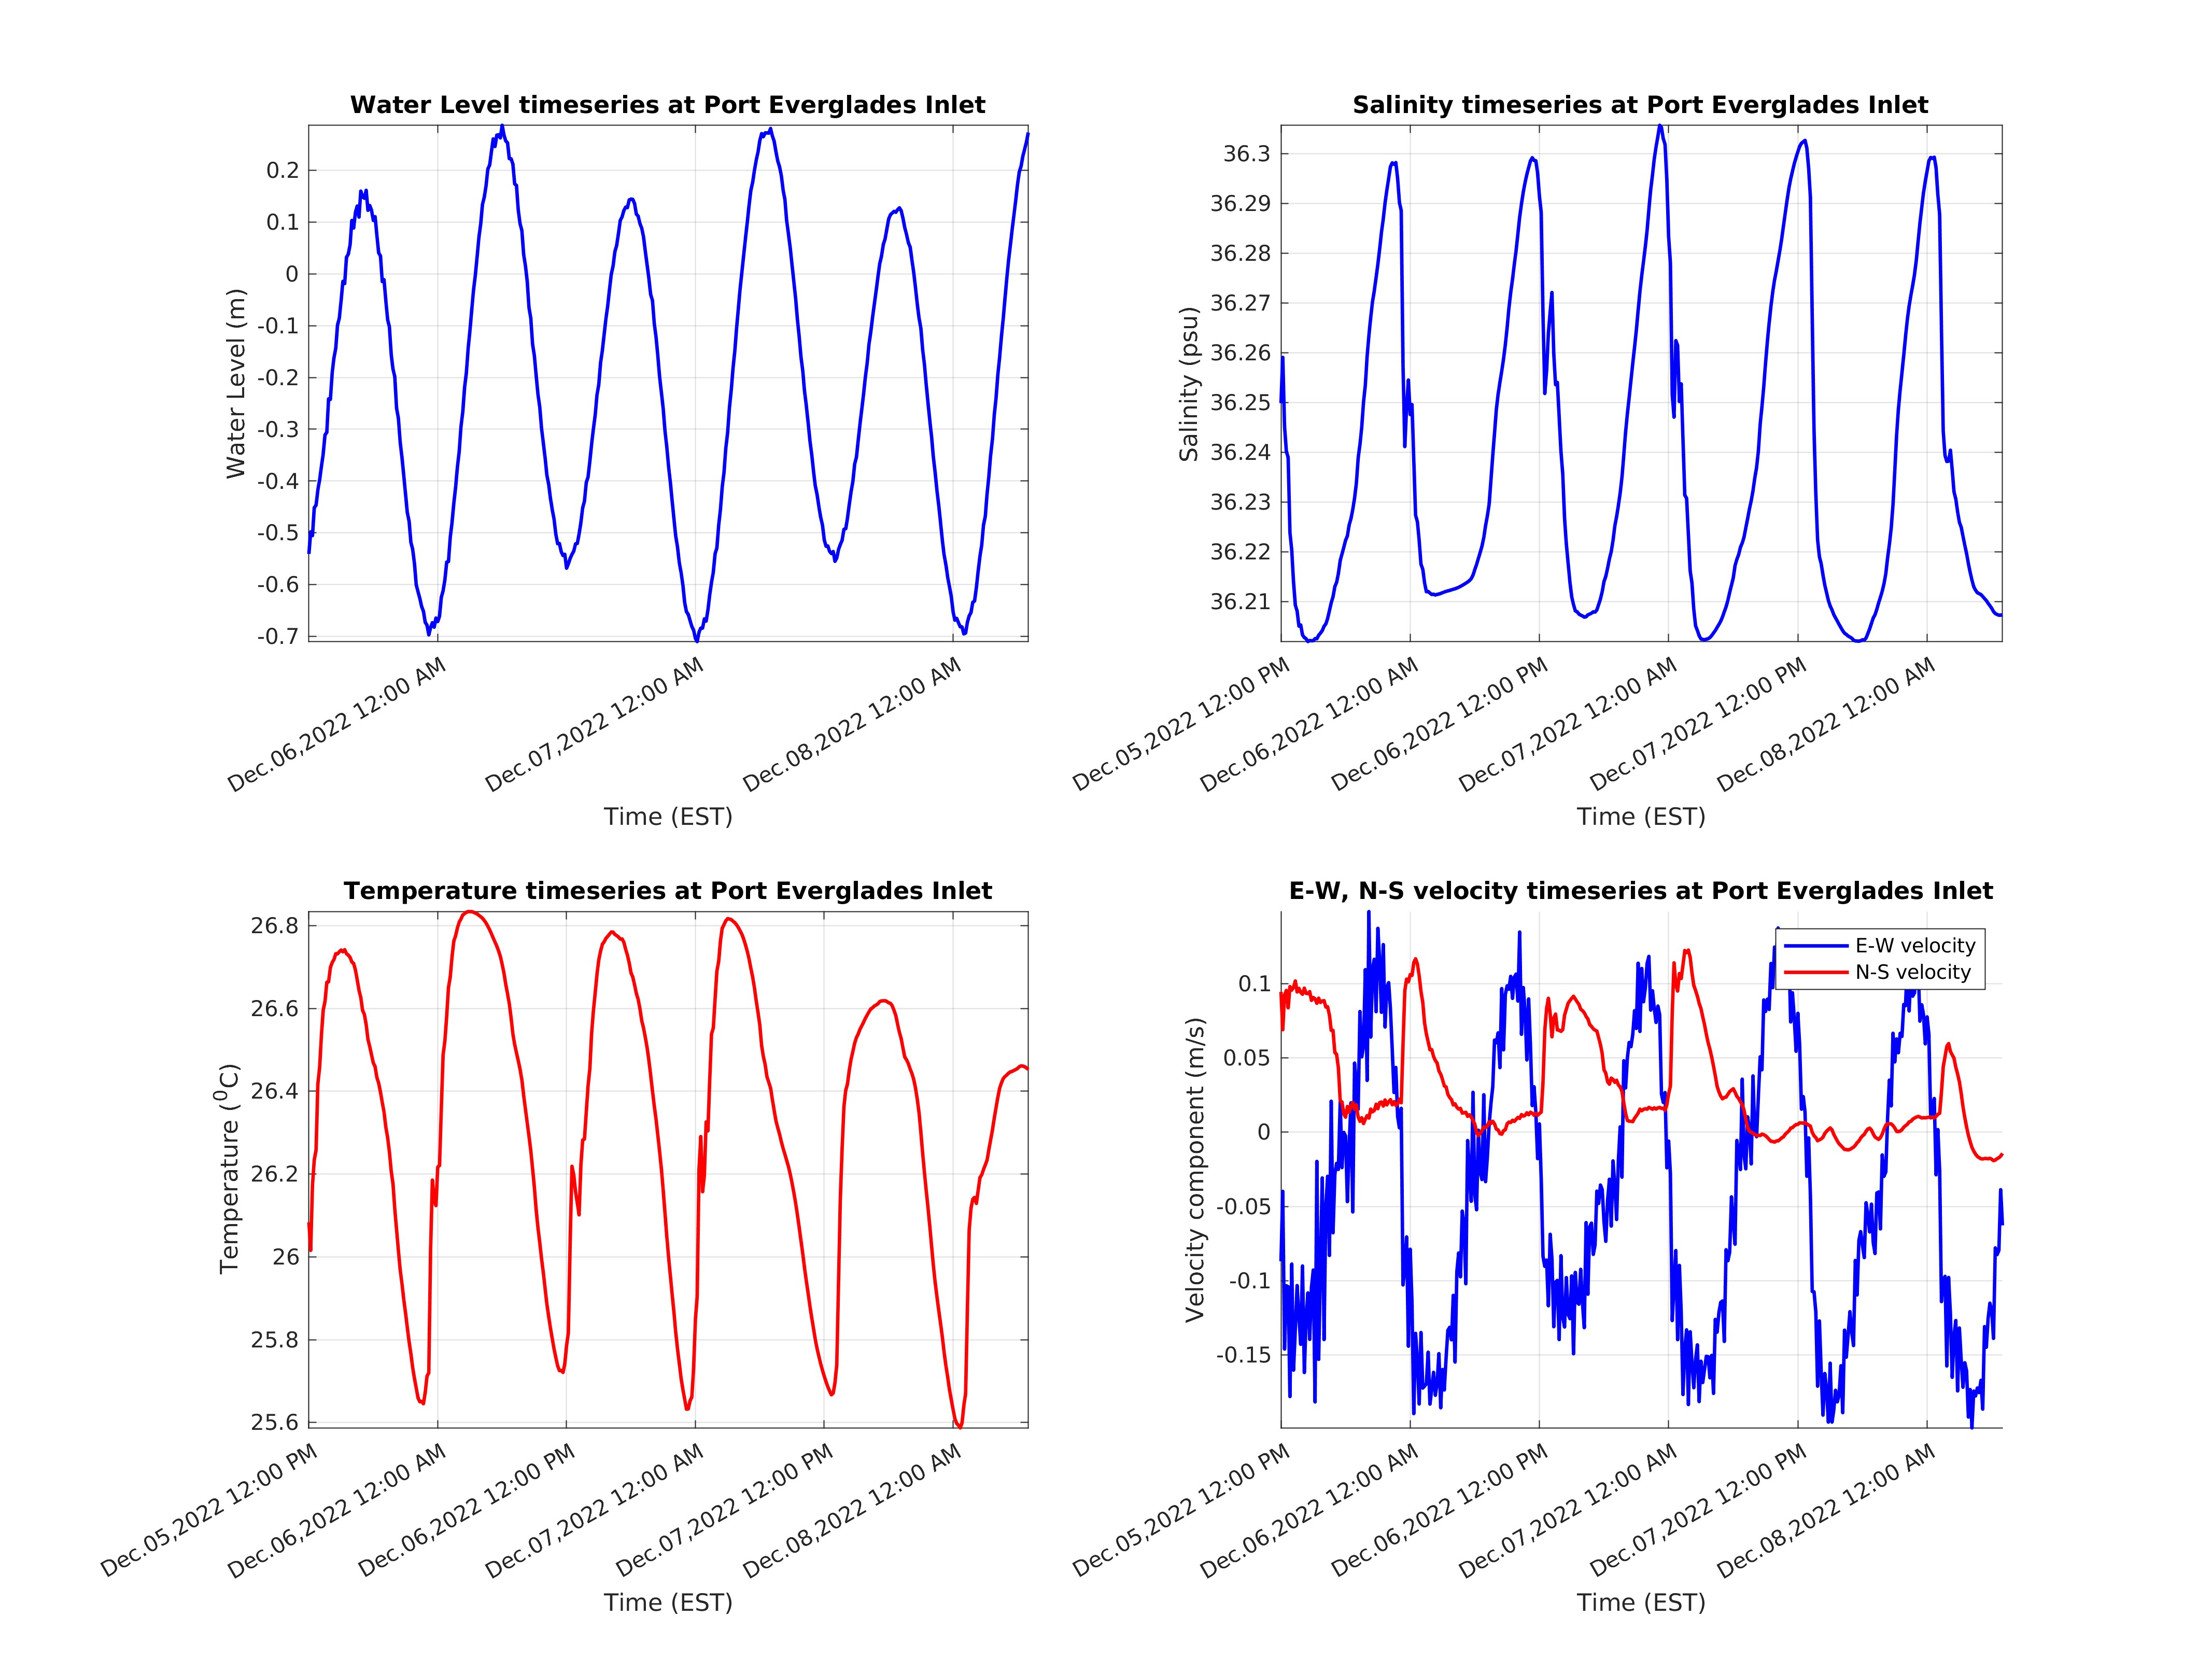 Water Level timeseries at Port Everglades Inlet
Water Level (m)
0.2
0.1
0
-0.1
-0.2
-0.3
-0.4
-0.5
-0.6
-0.7
Dec.06,2022 12:00 AM
Dec.07,2022 12:00 AM
Dec.08,2022 12:00 AM
Time (EST)
Salinity timeseries at Port Everglades Inlet
Salinity (psu)
36.3
36.29
36.28
36.27
36.26
36.25
36.24
36.23
36.22
36.21
Dec.05,2022 12:00 PM
Dec.06,2022 12:00 AM
Dec.06,2022 12:00 PM
Dec.07,2022 12:00 AM
Dec.07,2022 12:00 PM
Dec.08,2022 12:00 AM
Time (EST)
Temperature timeseries at Port Everglades Inlet
Temperature (⁰C)
26.8
26.6
26.4
26.2
26
25.8
25.6
Dec.05,2022 12:00 PM
Dec.06,2022 12:00 AM
Dec.06,2022 12:00 PM
Dec.07,2022 12:00 AM
Dec.07,2022 12:00 PM
Dec.08,2022 12:00 AM
Time (EST)
E-W, N-S velocity timeseries at Port Everglades Inlet
E-W velocity
N-S velocity
Velocity component (m/s)
0.1
0.05
0
-0.05
-0.1
-0.15
Dec.05,2022 12:00 PM
Dec.06,2022 12:00 AM
Dec.06,2022 12:00 PM
Dec.07,2022 12:00 AM
Dec.07,2022 12:00 PM
Dec.08,2022 12:00 AM
Time (EST)